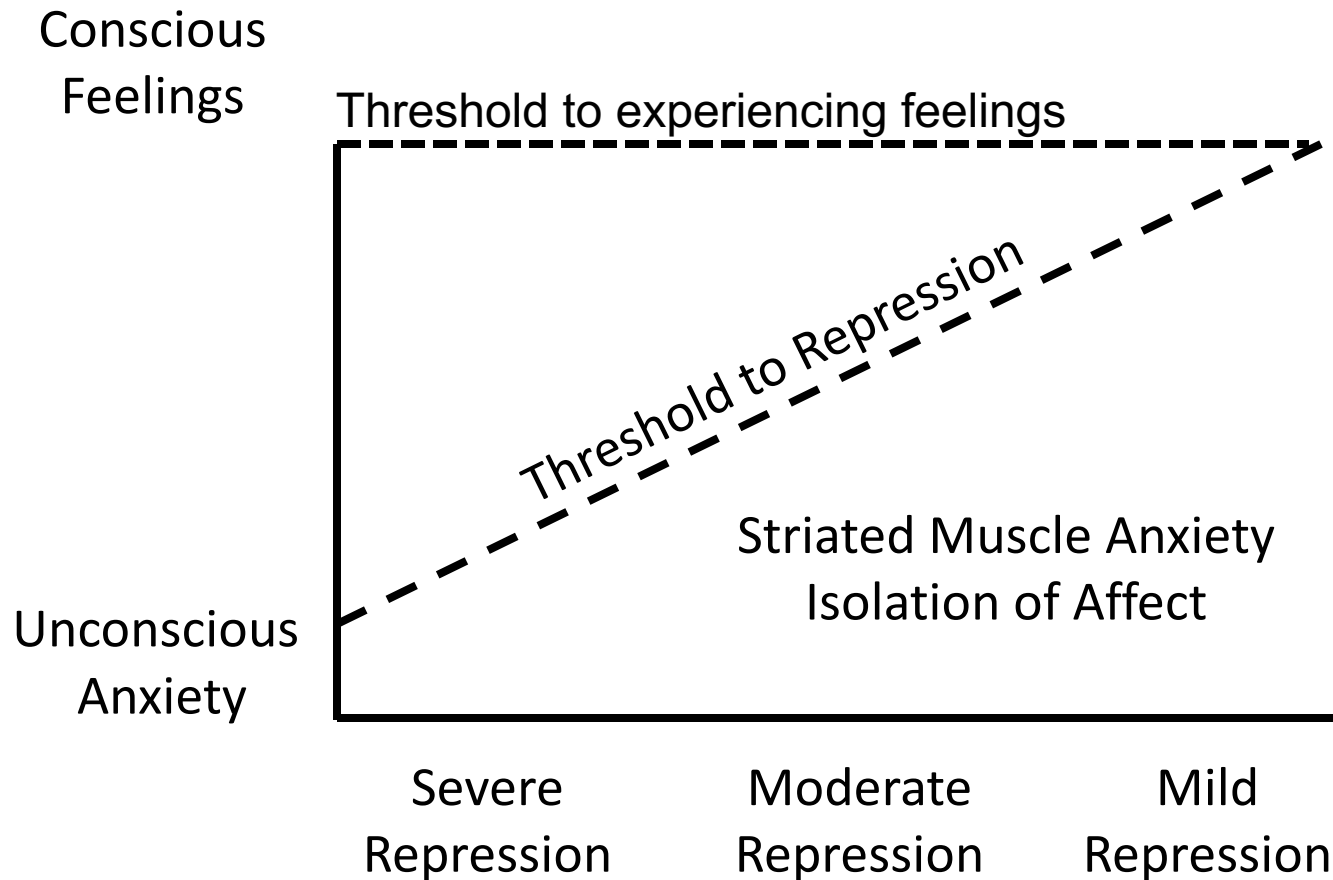 Conscious
Feelings
Threshold to experiencing feelings
Threshold to Repression
Striated Muscle Anxiety
Isolation of Affect
Unconscious
Anxiety
Severe
Repression
Moderate
Repression
Mild
Repression